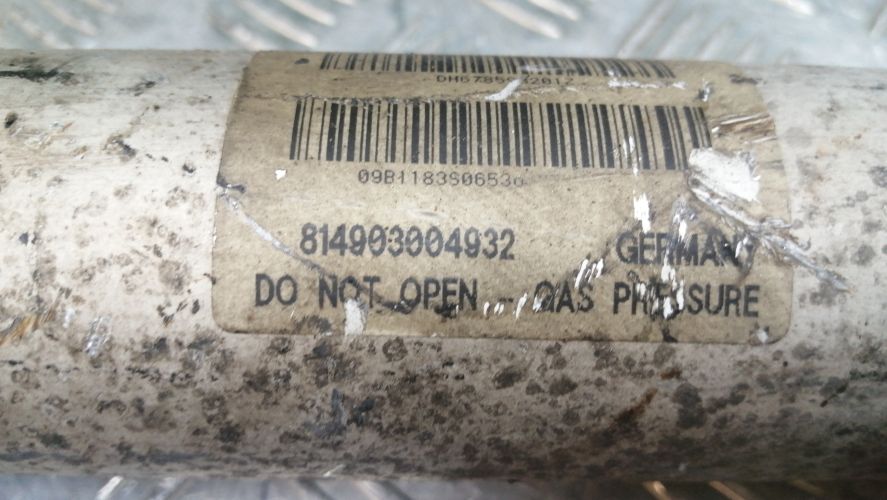 09B1183S0653
814903004932 GERMANY
DO NOT OPEN - GAS PRESSURE